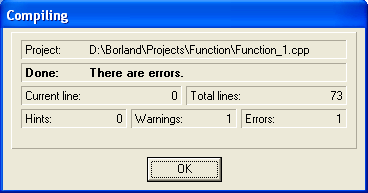 Compiling
Project: D:\Borland\Projects\Function\Function_1.cpp
Done: There are errors.
Current line: 0 Total lines: 73
Hints: 0 Warnings: 1 Errors: 1
OK